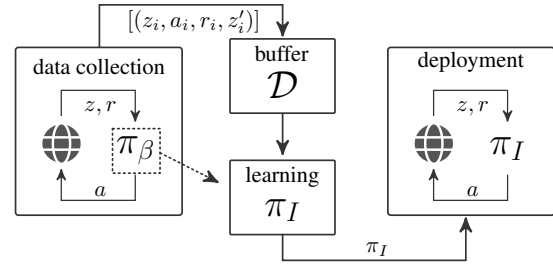 [(z_i, a_i, r_i, z'_i)]
data collection
z, r
π_β
a
buffer
𝒟
learning
π_I
π_I
deployment
z, r
π_I
a